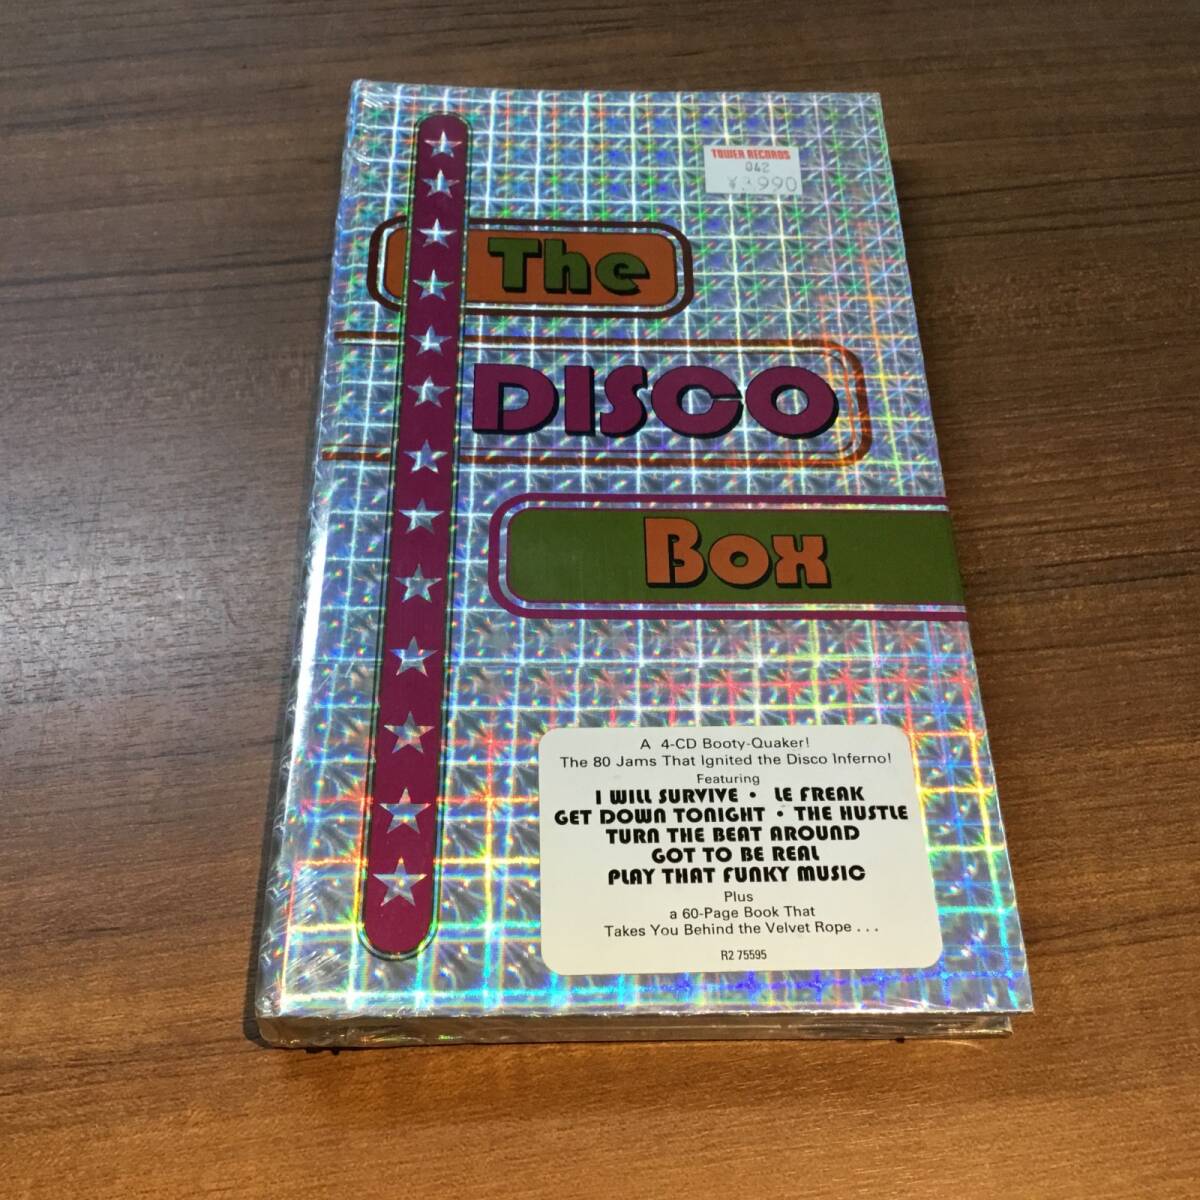 TOWER RECORDS
042
¥3990
The
DISCO
Box
A 4-CD Booty-Quaker!
The 80 Jams That Ignited the Disco Inferno!
Featuring
I WILL SURVIVE • LE FREAK
GET DOWN TONIGHT • THE HUSTLE
TURN THE BEAT AROUND
GOT TO BE REAL
PLAY THAT FUNKY MUSIC
Plus
a 60-Page Book That
Takes You Behind the Velvet Rope . . .
R2 75595